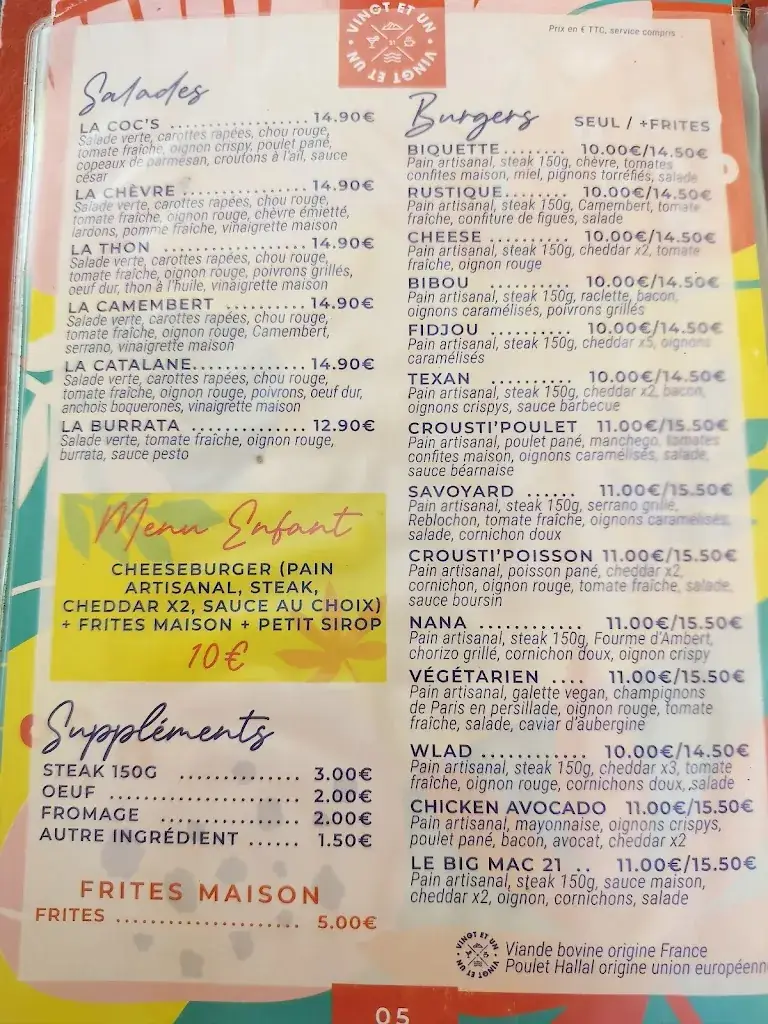 VINGT ET UN
VINGT ET UN
21
Prix en € TTC, service compris
Salades
LA COC'S .................. 14.90€
Salade verte, carottes rapées, chou rouge,
tomate fraîche, oignon crispy, poulet pané,
copeaux de parmesan, croutons à l'ail, sauce
césar
LA CHÈVRE ................ 14.90€
Salade verte, carottes rapées, chou rouge,
tomate fraîche, oignon rouge, chèvre émietté,
lardons, pomme fraîche, vinaigrette maison
LA THON .................. 14.90€
Salade verte, carottes rapées, chou rouge,
tomate fraîche, oignon rouge, poivrons grillés,
oeuf dur, thon à l'huile, vinaigrette maison
LA CAMEMBERT .......... 14.90€
Salade verte, carottes rapées, chou rouge,
tomate fraîche, oignon rouge, Camembert,
serrano, vinaigrette maison
LA CATALANE.............. 14.90€
Salade verte, carottes rapées, chou rouge,
tomate fraîche, oignon rouge, poivrons, oeuf dur,
anchois boquerones, vinaigrette maison
LA BURRATA ............... 12.90€
Salade verte, tomate fraîche, oignon rouge,
burrata, sauce pesto
Menu Enfant
CHEESEBURGER (PAIN
ARTISANAL, STEAK,
CHEDDAR X2, SAUCE AU CHOIX)
+ FRITES MAISON + PETIT SIROP
10€
Suppléments
STEAK 150G ............... 3.00€
OEUF ........................ 2.00€
FROMAGE .................. 2.00€
AUTRE INGRÉDIENT ...... 1.50€
FRITES MAISON
FRITES ....................... 5.00€
Burgers SEUL / +FRITES
BIQUETTE........ 10.00€/14.50€
Pain artisanal, steak 150g, chèvre, tomates
confites maison, miel, pignons torréfiés, salade
RUSTIQUE........ 10.00€/14.50€
Pain artisanal, steak 150g, Camembert, tomate
fraîche, confiture de figues, salade
CHEESE .......... 10.00€/14.50€
Pain artisanal, steak 150g, cheddar x2, tomate
fraîche, oignon rouge
BIBOU .......... 10.00€/14.50€
Pain artisanal, steak 150g, raclette, bacon,
oignons caramélisés, poivrons grillés
FIDJOU .......... 10.00€/14.50€
Pain artisanal, steak 150g, cheddar x5, oignons
caramélisés
TEXAN .......... 10.00€/14.50€
Pain artisanal, steak 150g, cheddar x2, bacon,
oignons crispys, sauce barbecue
CROUSTI'POULET 11.00€/15.50€
Pain artisanal, poulet pané, manchego, tomates
confites maison, oignons caramélisés, salade,
sauce béarnaise
SAVOYARD ...... 11.00€/15.50€
Pain artisanal, steak 150g, serrano grillé,
Reblochon, tomate fraîche, oignons caramélisés,
salade, cornichon doux
CROUSTI'POISSON 11.00€/15.50€
Pain artisanal, poisson pané, cheddar x2,
cornichon, oignon rouge, tomate fraîche, salade,
sauce boursin
NANA ............ 11.00€/15.50€
Pain artisanal, steak 150g, Fourme d'Ambert,
chorizo grillé, cornichon doux, oignon crispy
VÉGÉTARIEN .... 11.00€/15.50€
Pain artisanal, galette vegan, champignons
de Paris en persillade, oignon rouge, tomate
fraîche, salade, caviar d'aubergine
WLAD ............ 10.00€/14.50€
Pain artisanal, steak 150g, cheddar x3, tomate
fraîche, oignon rouge, cornichons doux, salade
CHICKEN AVOCADO 11.00€/15.50€
Pain artisanal, mayonnaise, oignons crispys,
poulet pané, bacon, avocat, cheddar x2
LE BIG MAC 21 .. 11.00€/15.50€
Pain artisanal, steak 150g, sauce maison,
cheddar x2, oignon, cornichons, salade
VINGT ET UN
VINGT ET UN
Viande bovine origine France
Poulet Hallal origine union européenn
05